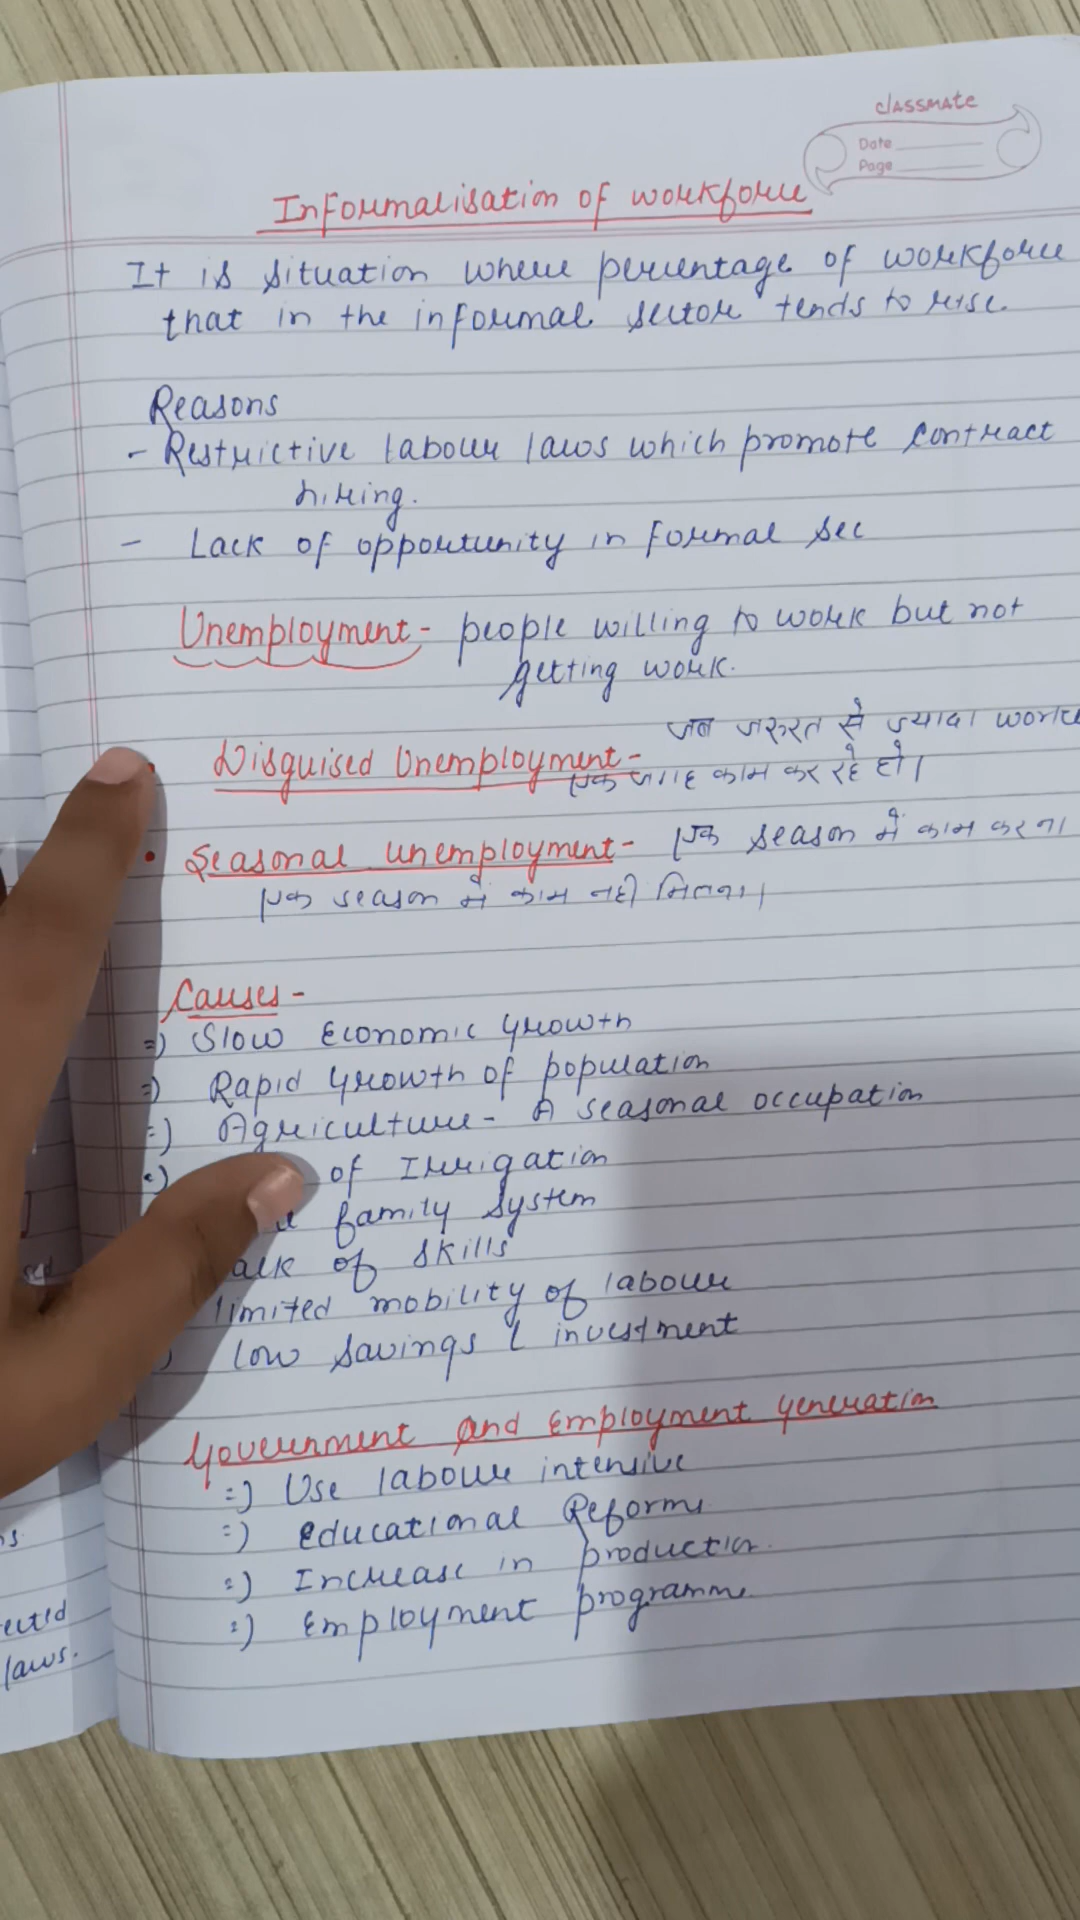 classmate
Date
Page
Informalisation of workforce
It is situation where percentage of workforce
that in the informal sector tends to rise.
Reasons
- Restrictive labour laws which promote contract
hiring.
- Lack of opportunity in formal sec
Unemployment - people willing to work but not
getting work.
जब जरूरत से ज्यादा
• Disguised Unemployment -
एक जगह काम कर रहे हो।
• Seasonal unemployment - एक season में काम करना
एक season में काम नही मिलना।
Causes -
=) Slow Economic growth
=) Rapid growth of population
=) Agriculture - A seasonal occupation
of Irrigation
family system
of skills
limited mobility of labour
low savings & investment
Government and employment generation
=) Use labour intensive
=) educational Reforms
=) Increase in production
=) employment programme
laws.